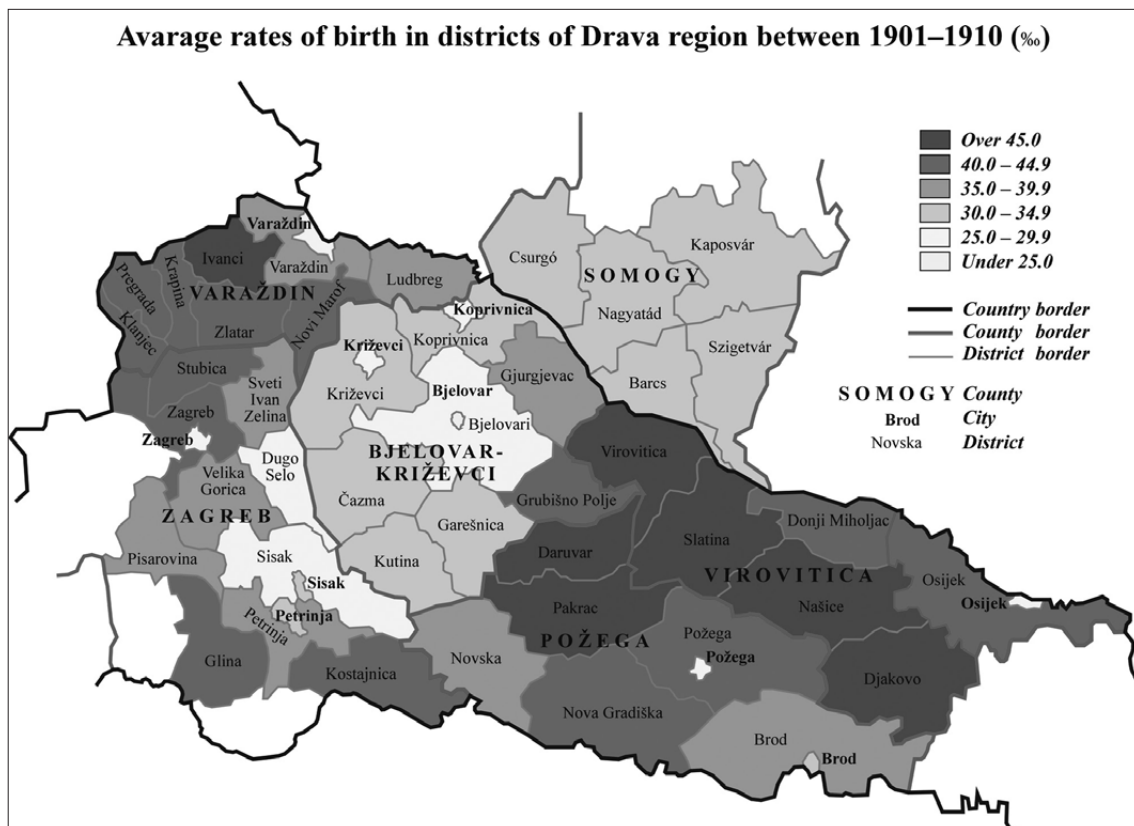 Avarage rates of birth in districts of Drava region between 1901–1910 (‰)
Over 45.0
40.0 – 44.9
35.0 – 39.9
30.0 – 34.9
25.0 – 29.9
Under 25.0
Country border
County border
District border
SOMOGY County
Brod City
Novska District
Varaždin
Ivanci
Varaždin
Ludbreg
Pregrada
Krapina
VARAŽDIN
Novi Marof
Klanjec
Zlatar
Csurgó
Kaposvár
SOMOGY
Nagyatád
Szigetvár
Barcs
Koprivnica
Koprivnica
Križevci
Križevci
Gjurgjevac
Stubica
Sveti
Ivan
Zelina
Zagreb
Zagreb
Bjelovar
Bjelovari
BJELOVAR-
KRIŽEVCI
Dugo
Selo
Velika
Gorica
ZAGREB
Čazma
Garešnica
Virovitica
Grubišno Polje
Donji Miholjac
Pisarovina
Sisak
Sisak
Kutina
Daruvar
Slatina
VIROVITICA
Osijek
Osijek
Našice
Petrinja
Petrinja
Pakrac
POŽEGA
Požega
Požega
Glina
Kostajnica
Novska
Djakovo
Nova Gradiška
Brod
Brod